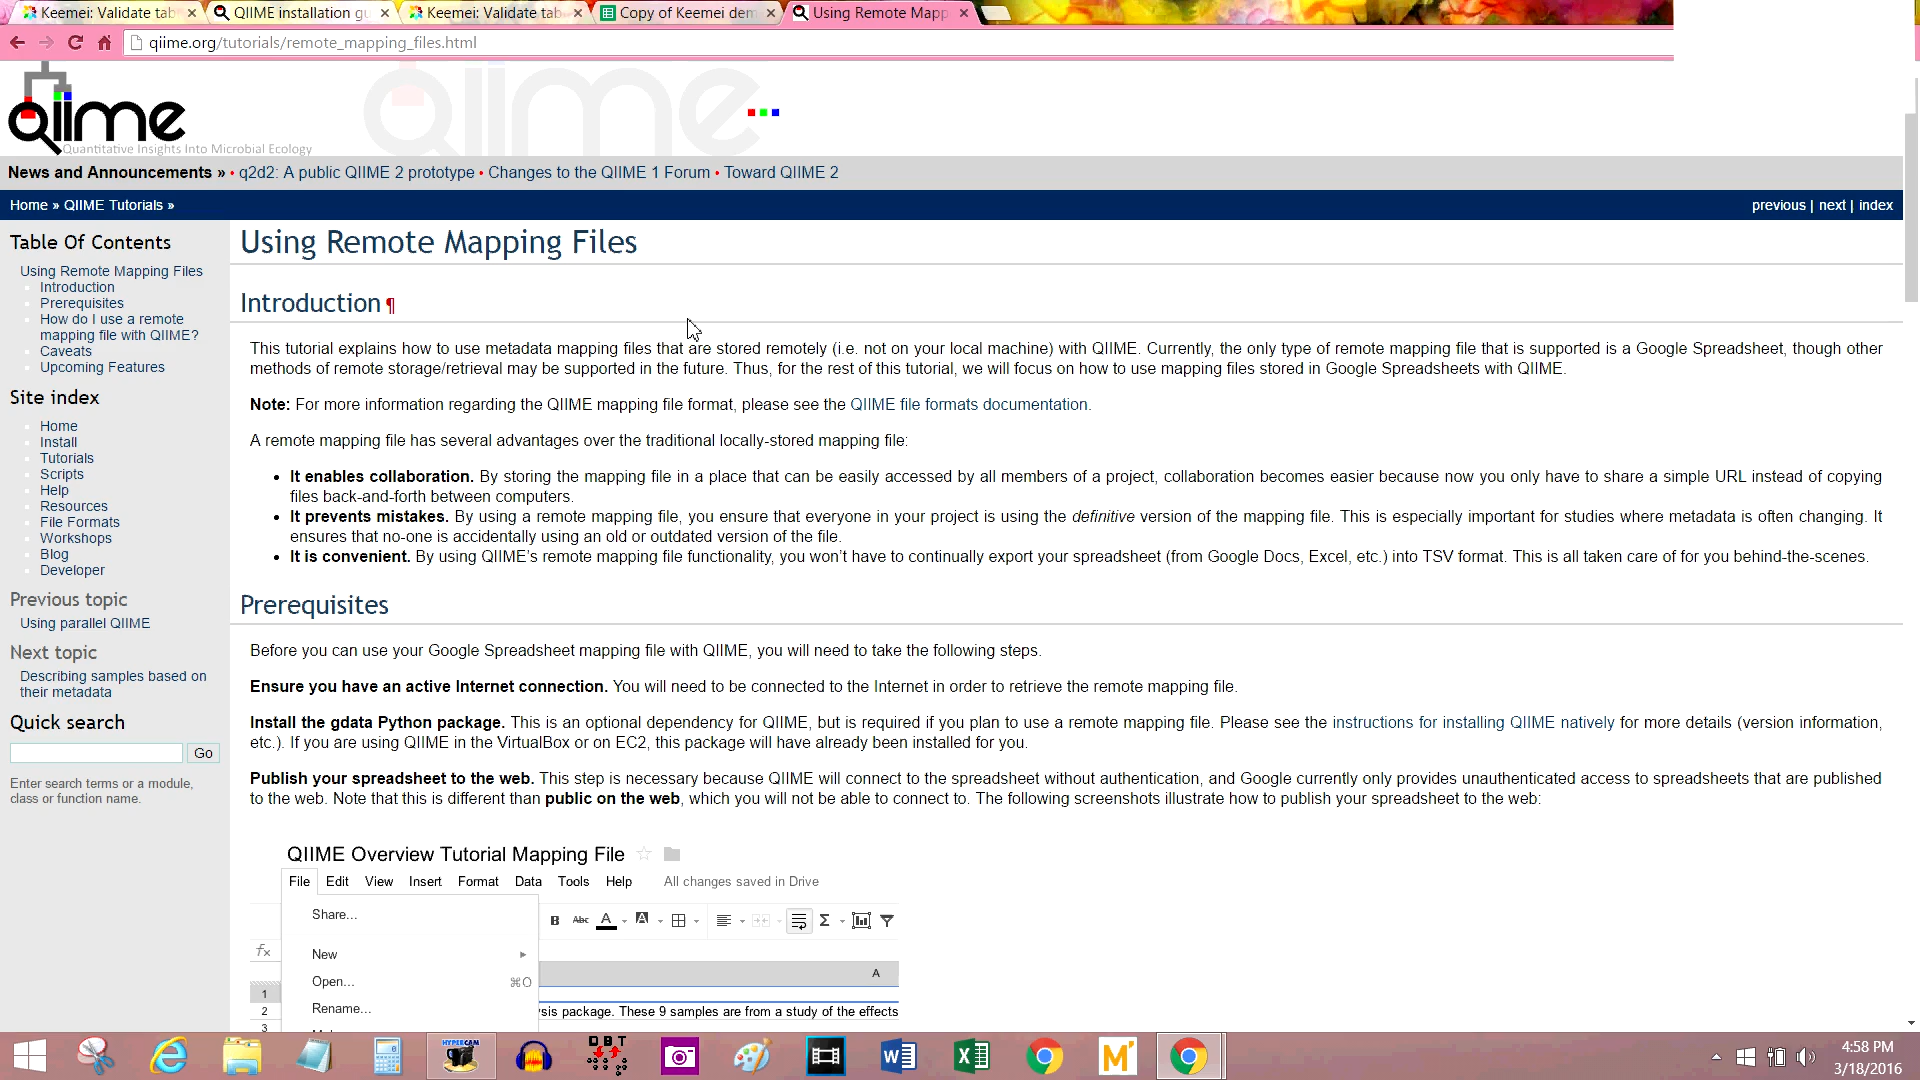 Keemei: Validate tab
QIIME installation gu
Keemei: Validate tab
Copy of Keemei dem
Using Remote Mapp
qiime.org/tutorials/remote_mapping_files.html
qiime
Quantitative Insights Into Microbial Ecology
qiime
News and Announcements » • q2d2: A public QIIME 2 prototype • Changes to the QIIME 1 Forum • Toward QIIME 2
Home » QIIME Tutorials »
previous | next | index
Table Of Contents
Using Remote Mapping Files
Introduction
Prerequisites
How do I use a remote
mapping file with QIIME?
Caveats
Upcoming Features
Site index
Home
Install
Tutorials
Scripts
Help
Resources
File Formats
Workshops
Blog
Developer
Previous topic
Using parallel QIIME
Next topic
Describing samples based on
their metadata
Quick search
Go
Enter search terms or a module,
class or function name.
Using Remote Mapping Files
Introduction¶
This tutorial explains how to use metadata mapping files that are stored remotely (i.e. not on your local machine) with QIIME. Currently, the only type of remote mapping file that is supported is a Google Spreadsheet, though other
methods of remote storage/retrieval may be supported in the future. Thus, for the rest of this tutorial, we will focus on how to use mapping files stored in Google Spreadsheets with QIIME.
Note: For more information regarding the QIIME mapping file format, please see the QIIME file formats documentation.
A remote mapping file has several advantages over the traditional locally-stored mapping file:
• It enables collaboration. By storing the mapping file in a place that can be easily accessed by all members of a project, collaboration becomes easier because now you only have to share a simple URL instead of copying
files back-and-forth between computers.
• It prevents mistakes. By using a remote mapping file, you ensure that everyone in your project is using the definitive version of the mapping file. This is especially important for studies where metadata is often changing. It
ensures that no-one is accidentally using an old or outdated version of the file.
• It is convenient. By using QIIME's remote mapping file functionality, you won't have to continually export your spreadsheet (from Google Docs, Excel, etc.) into TSV format. This is all taken care of for you behind-the-scenes.
Prerequisites
Before you can use your Google Spreadsheet mapping file with QIIME, you will need to take the following steps.
Ensure you have an active Internet connection. You will need to be connected to the Internet in order to retrieve the remote mapping file.
Install the gdata Python package. This is an optional dependency for QIIME, but is required if you plan to use a remote mapping file. Please see the instructions for installing QIIME natively for more details (version information,
etc.). If you are using QIIME in the VirtualBox or on EC2, this package will have already been installed for you.
Publish your spreadsheet to the web. This step is necessary because QIIME will connect to the spreadsheet without authentication, and Google currently only provides unauthenticated access to spreadsheets that are published
to the web. Note that this is different than public on the web, which you will not be able to connect to. The following screenshots illustrate how to publish your spreadsheet to the web:
QIIME Overview Tutorial Mapping File
File Edit View Insert Format Data Tools Help All changes saved in Drive
Share...
B Abc A A Σ
fx
New
A
Open... ⌘O
1
Rename...
2
sis package. These 9 samples are from a study of the effects
3
HYPERCAM
DBT
4:58 PM
3/18/2016